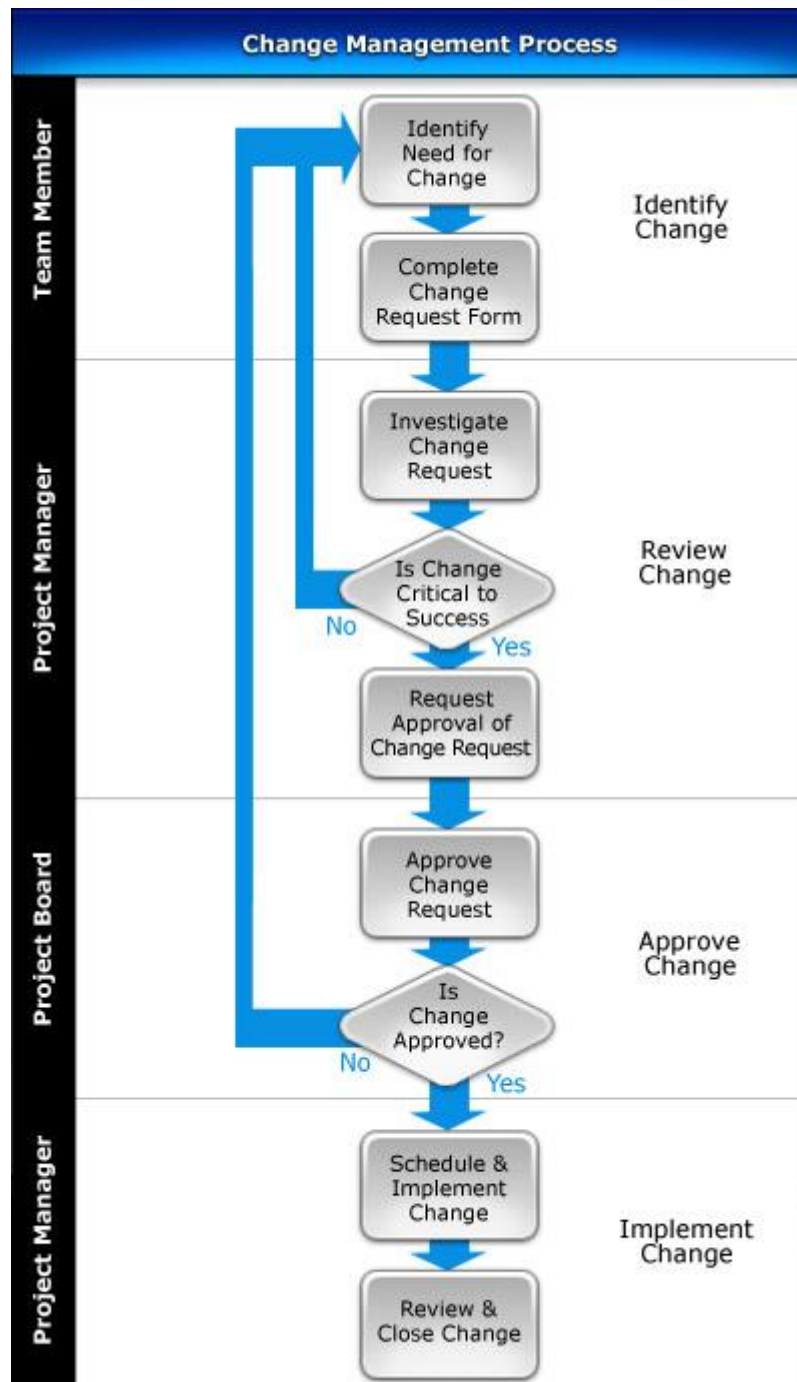 Change Management Process
Team Member
Identify
Need for
Change
Identify
Change
Complete
Change
Request Form
Project Manager
Investigate
Change
Request
Review
Change
Is Change
Critical to
Success
No
Yes
Request
Approval of
Change Request
Project Board
Approve
Change
Request
Approve
Change
Is
Change
Approved?
No
Yes
Project Manager
Schedule &
Implement
Change
Implement
Change
Review &
Close Change